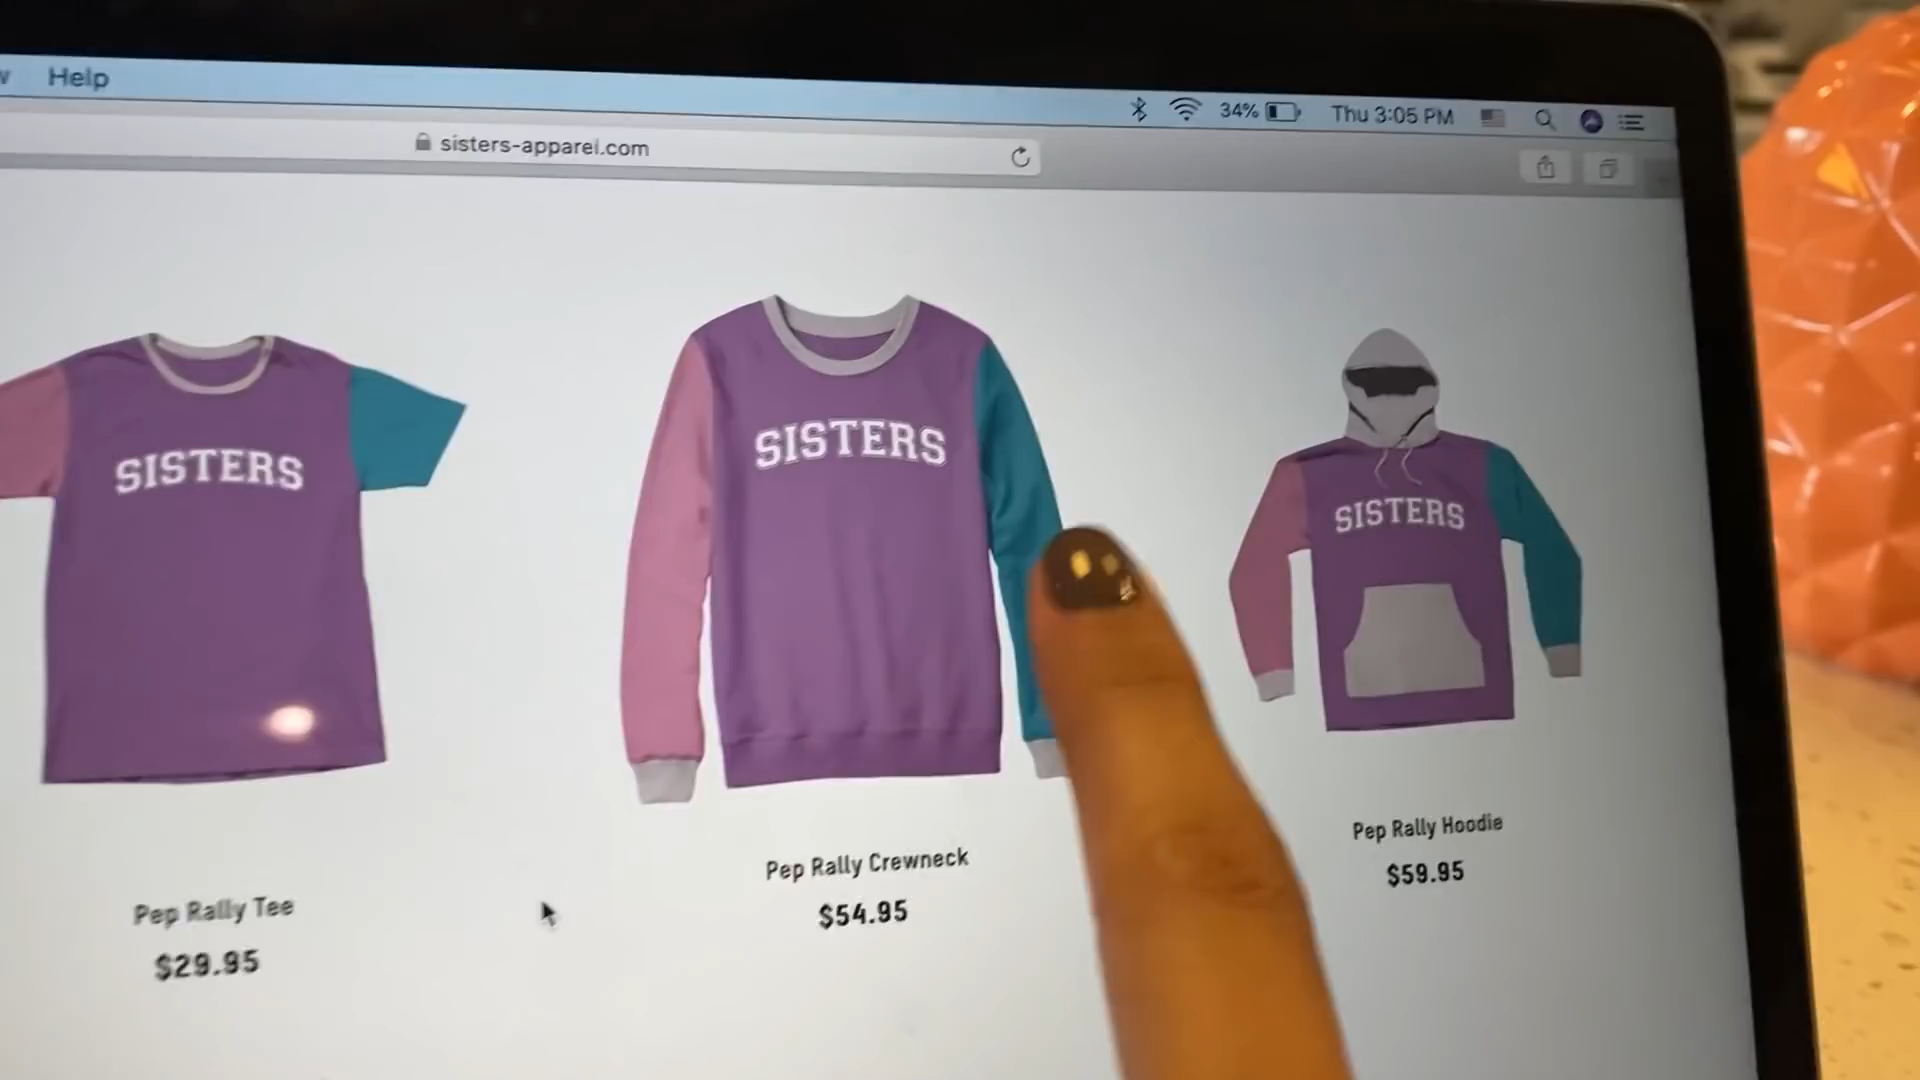 Help
34%
Thu 3:05 PM
sisters-apparel.com
SISTERS
SISTERS
SISTERS
Pep Rally Tee
$29.95
Pep Rally Crewneck
$54.95
Pep Rally Hoodie
$59.95